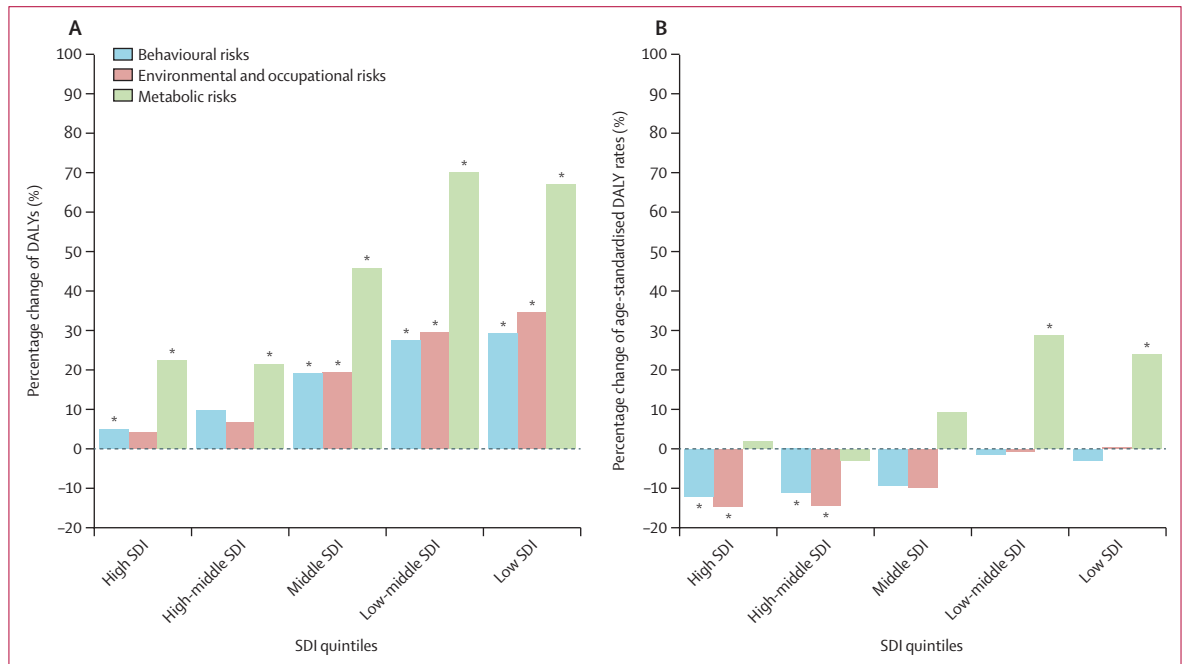 A
Behavioural risks
Environmental and occupational risks
Metabolic risks
Percentage change of DALYs (%)
100
90
80
70
60
50
40
30
20
10
0
–10
–20
* * * * * * * * * * * *
High SDI
High-middle SDI
Middle SDI
Low-middle SDI
Low SDI
SDI quintiles
B
Percentage change of age-standardised DALY rates (%)
100
90
80
70
60
50
40
30
20
10
0
–10
–20
* * * * * *
High SDI
High-middle SDI
Middle SDI
Low-middle SDI
Low SDI
SDI quintiles